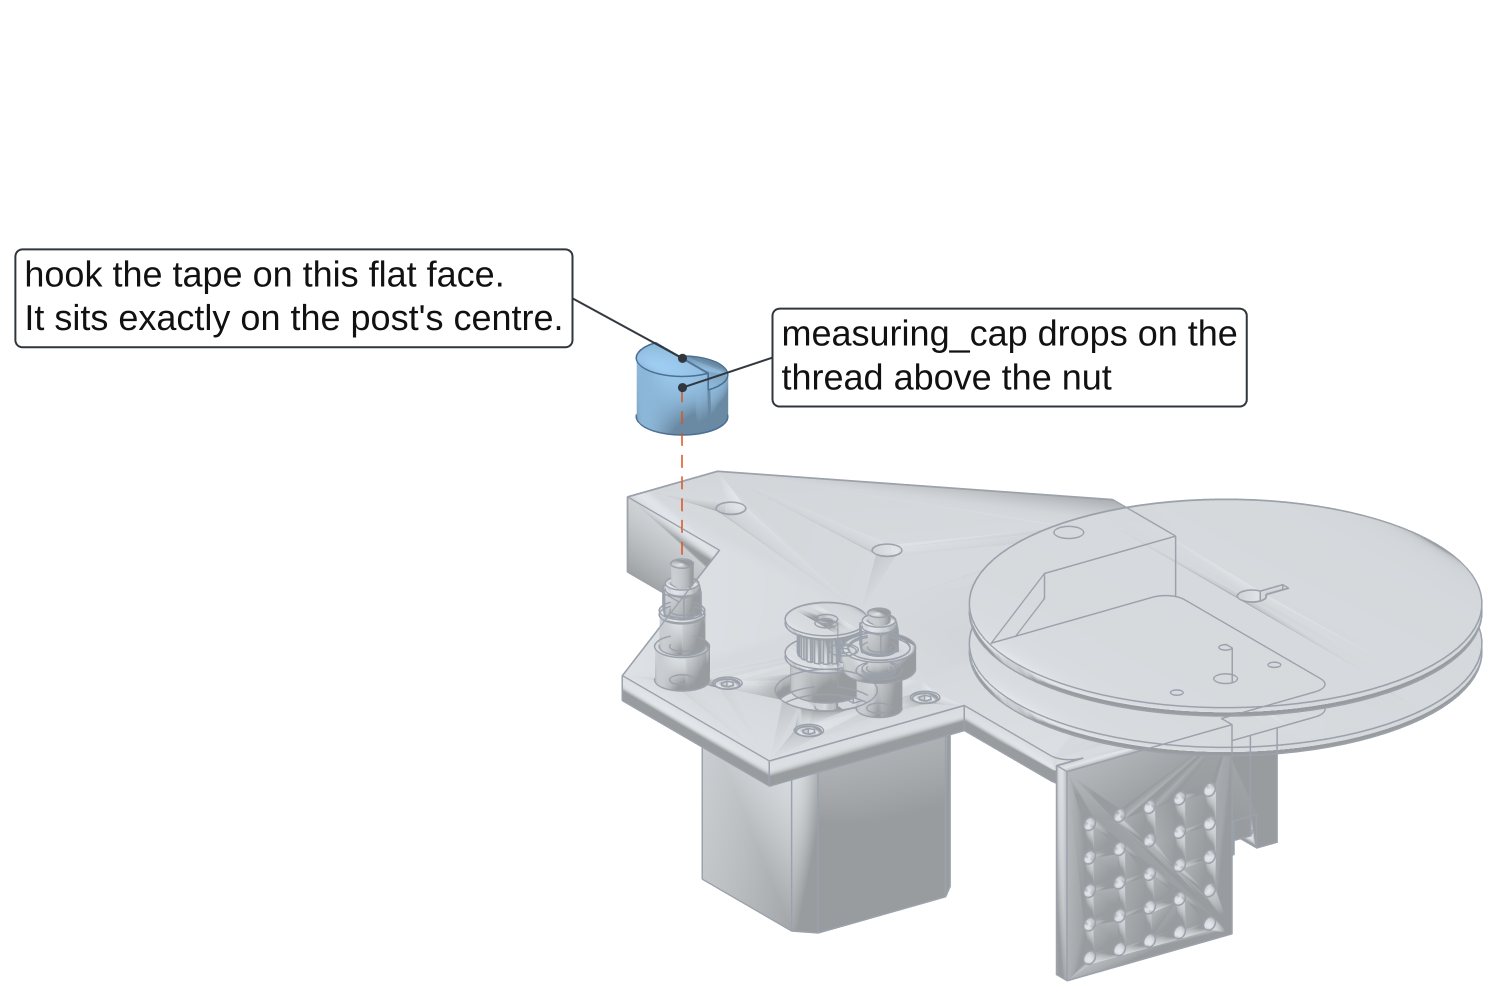 hook the tape on this flat face.
It sits exactly on the post's centre.
measuring_cap drops on the
thread above the nut